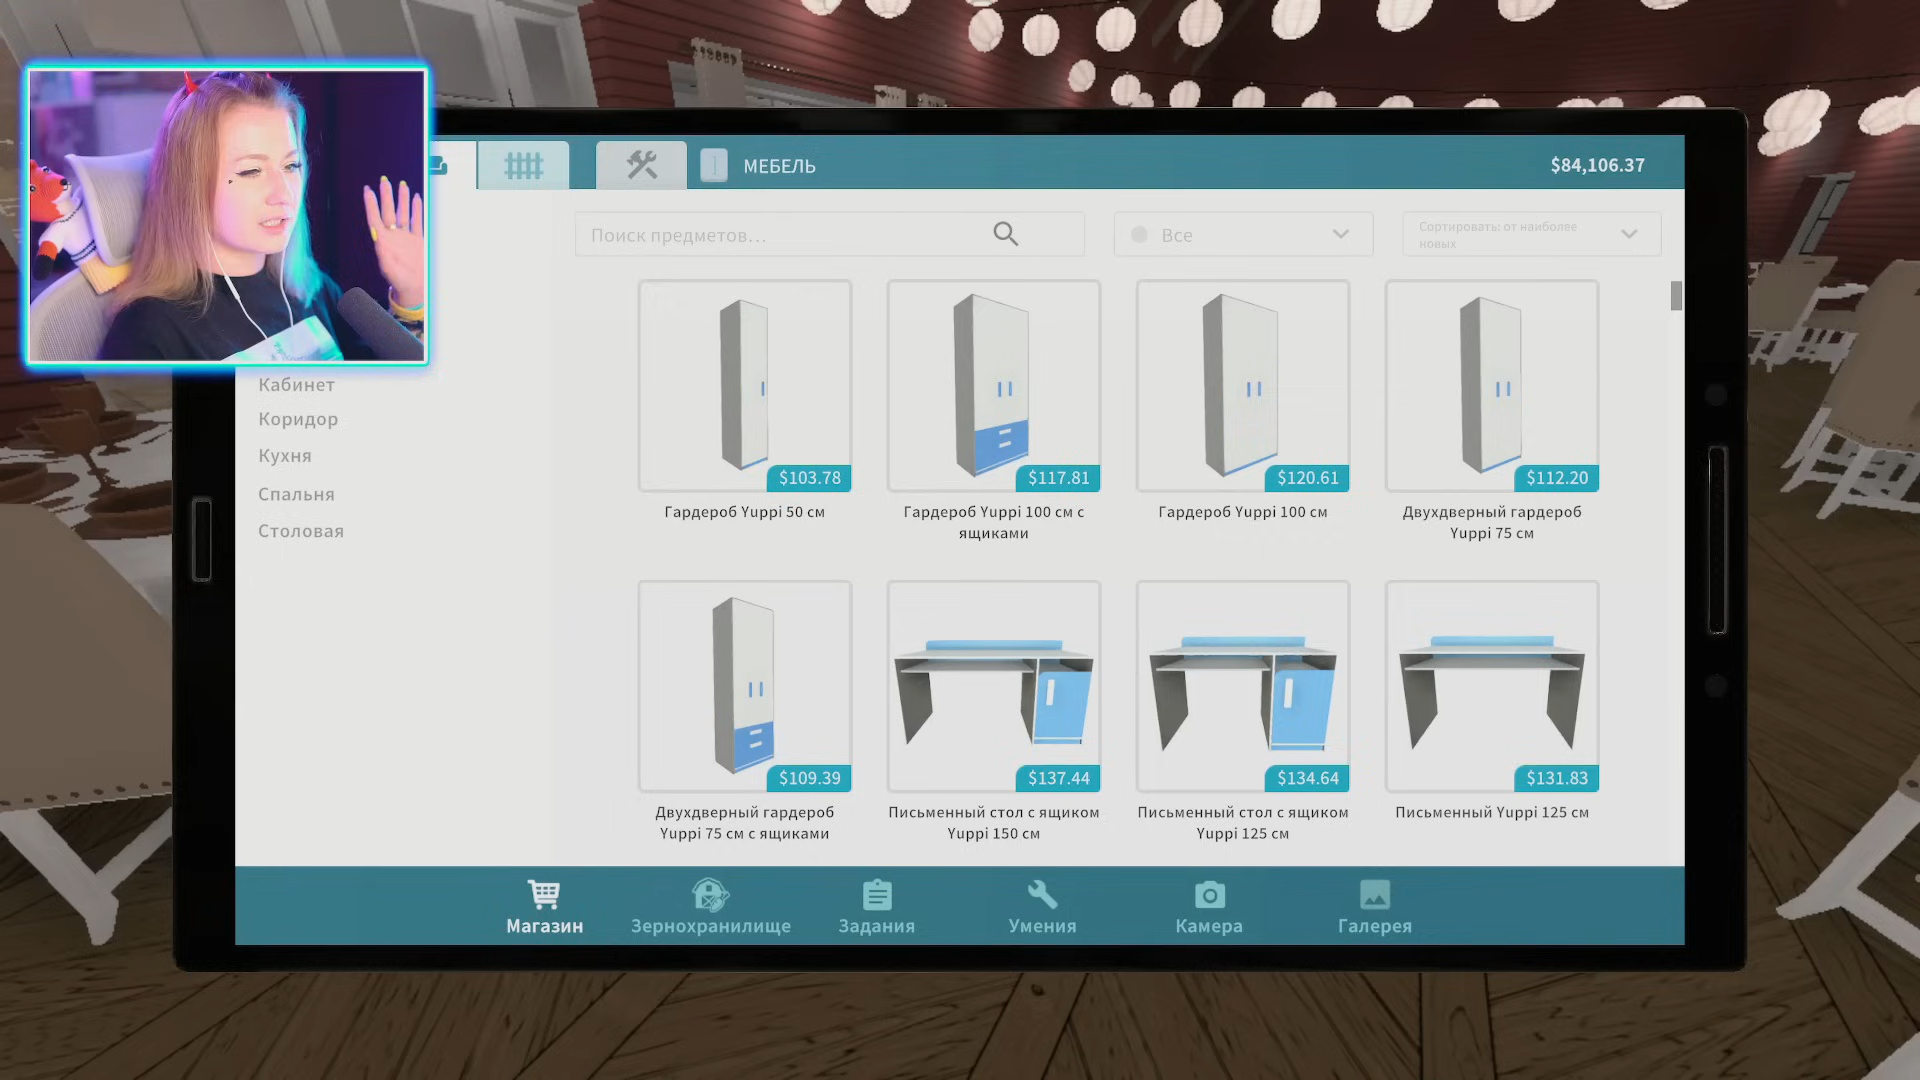 МЕБЕЛЬ
$84,106.37
Поиск предметов...
Все
Сортировать: от наиболее
новых
Кабинет
Коридор
Кухня
Спальня
Столовая
$103.78
$117.81
$120.61
$112.20
Гардероб Yuppi 50 см
Гардероб Yuppi 100 см с
ящиками
Гардероб Yuppi 100 см
Двухдверный гардероб
Yuppi 75 см
$109.39
$137.44
$134.64
$131.83
Двухдверный гардероб
Yuppi 75 см с ящиками
Письменный стол с ящиком
Yuppi 150 см
Письменный стол с ящиком
Yuppi 125 см
Письменный Yuppi 125 см
Магазин
Зернохранилище
Задания
Умения
Камера
Галерея